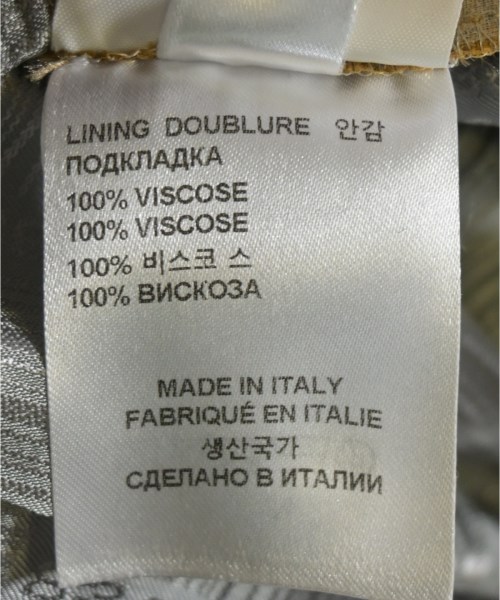 LINING DOUBLURE 안감
ПОДКЛАДКА
100% VISCOSE
100% VISCOSE
100% 비스코 스
100% ВИСКОЗА
MADE IN ITALY
FABRIQUÉ EN ITALIE
생산국가
СДЕЛАНО В ИТАЛИИ